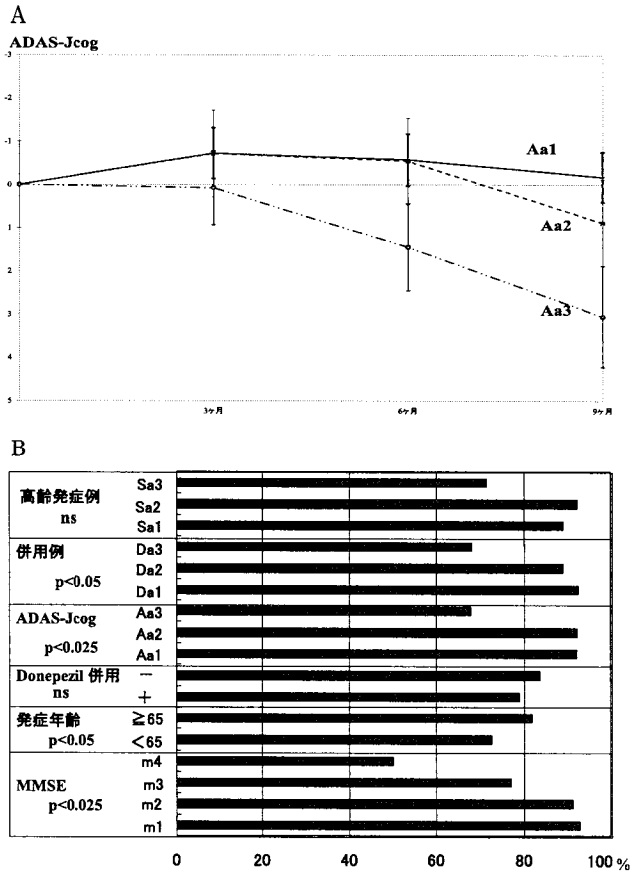 A
ADAS-Jcog
-3
-2
-1
0
1
2
3
4
5
Aa1
Aa2
Aa3
3ヶ月 6ヶ月 9ヶ月
B
高齢発症例
ns
Sa3
Sa2
Sa1
併用例
p<0.05
Da3
Da2
Da1
ADAS-Jcog
p<0.025
Aa3
Aa2
Aa1
Donepezil 併用
ns
−
+
発症年齢
p<0.05
≧65
<65
MMSE
p<0.025
m4
m3
m2
m1
0 20 40 60 80 100 %